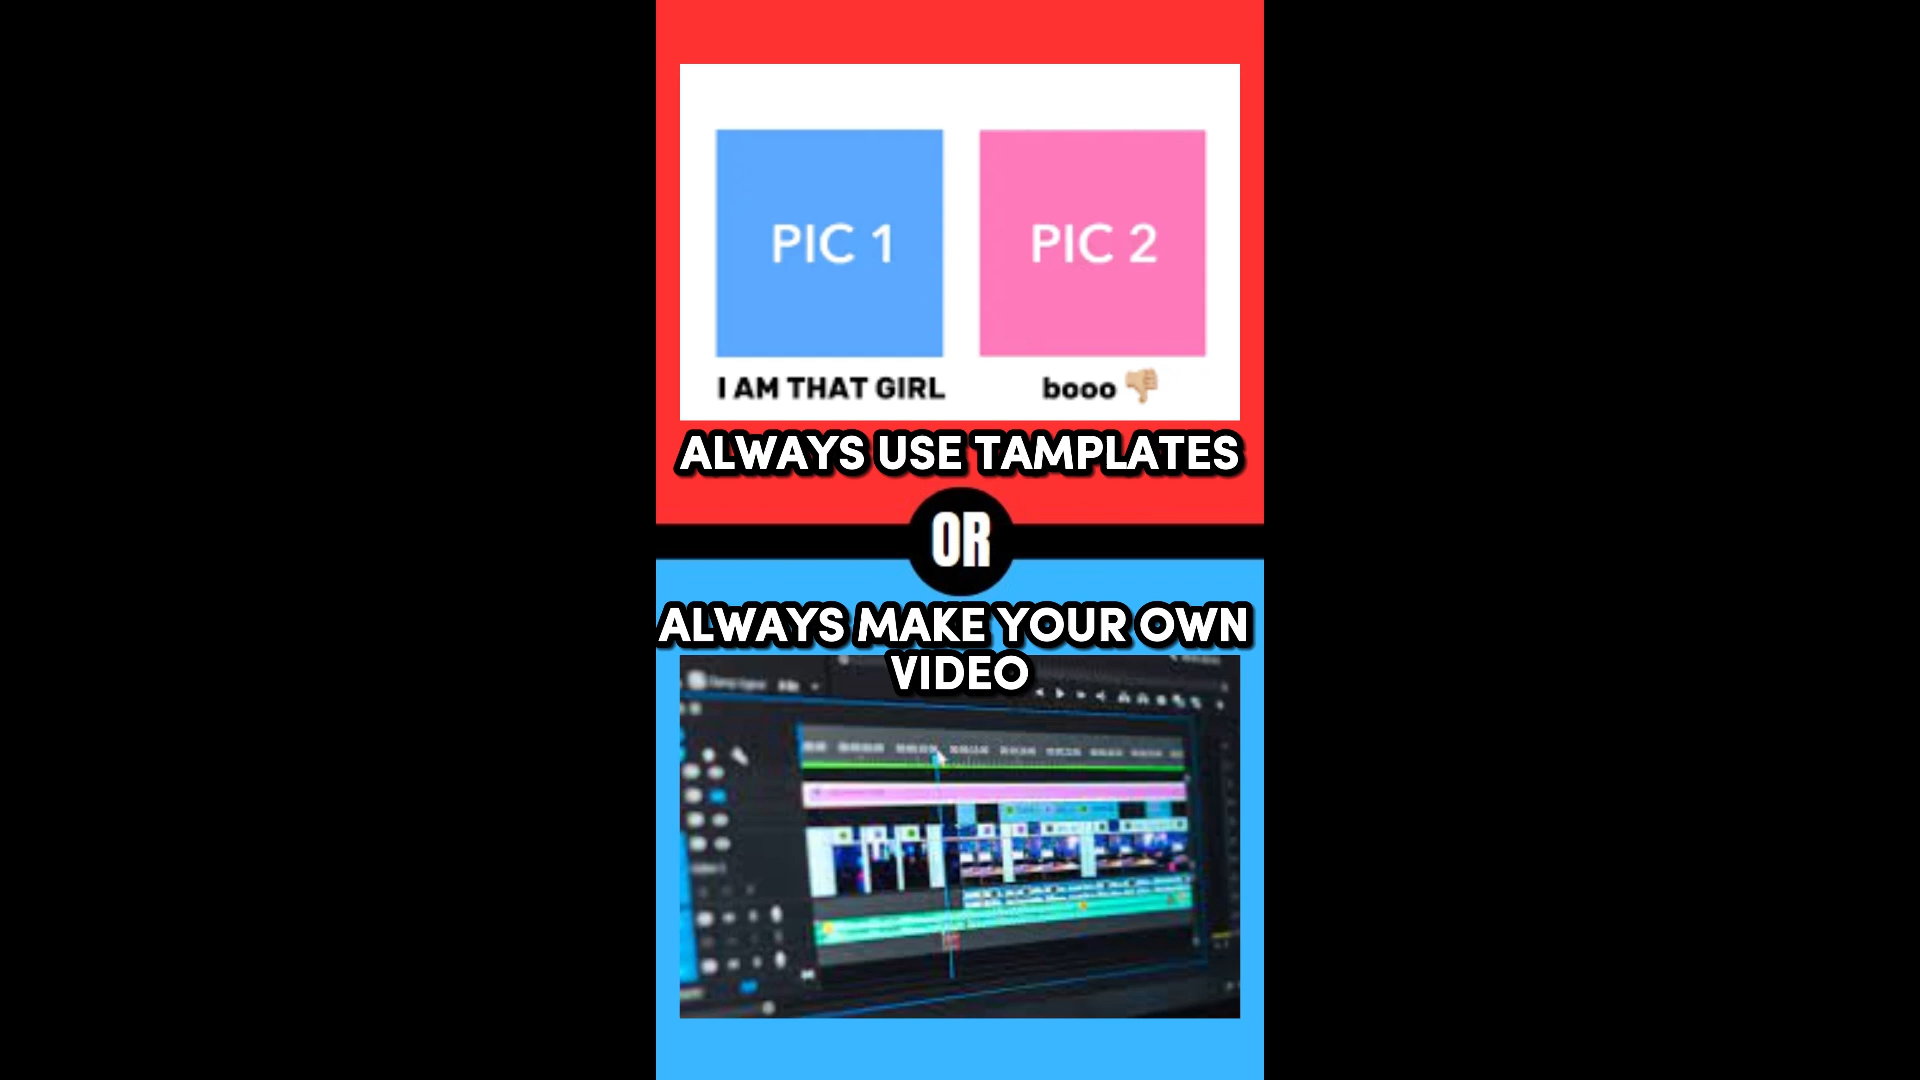 PIC 1
PIC 2
I AM THAT GIRL
booo 👎🏼
ALWAYS USE TAMPLATES
OR
ALWAYS MAKE YOUR OWN
VIDEO